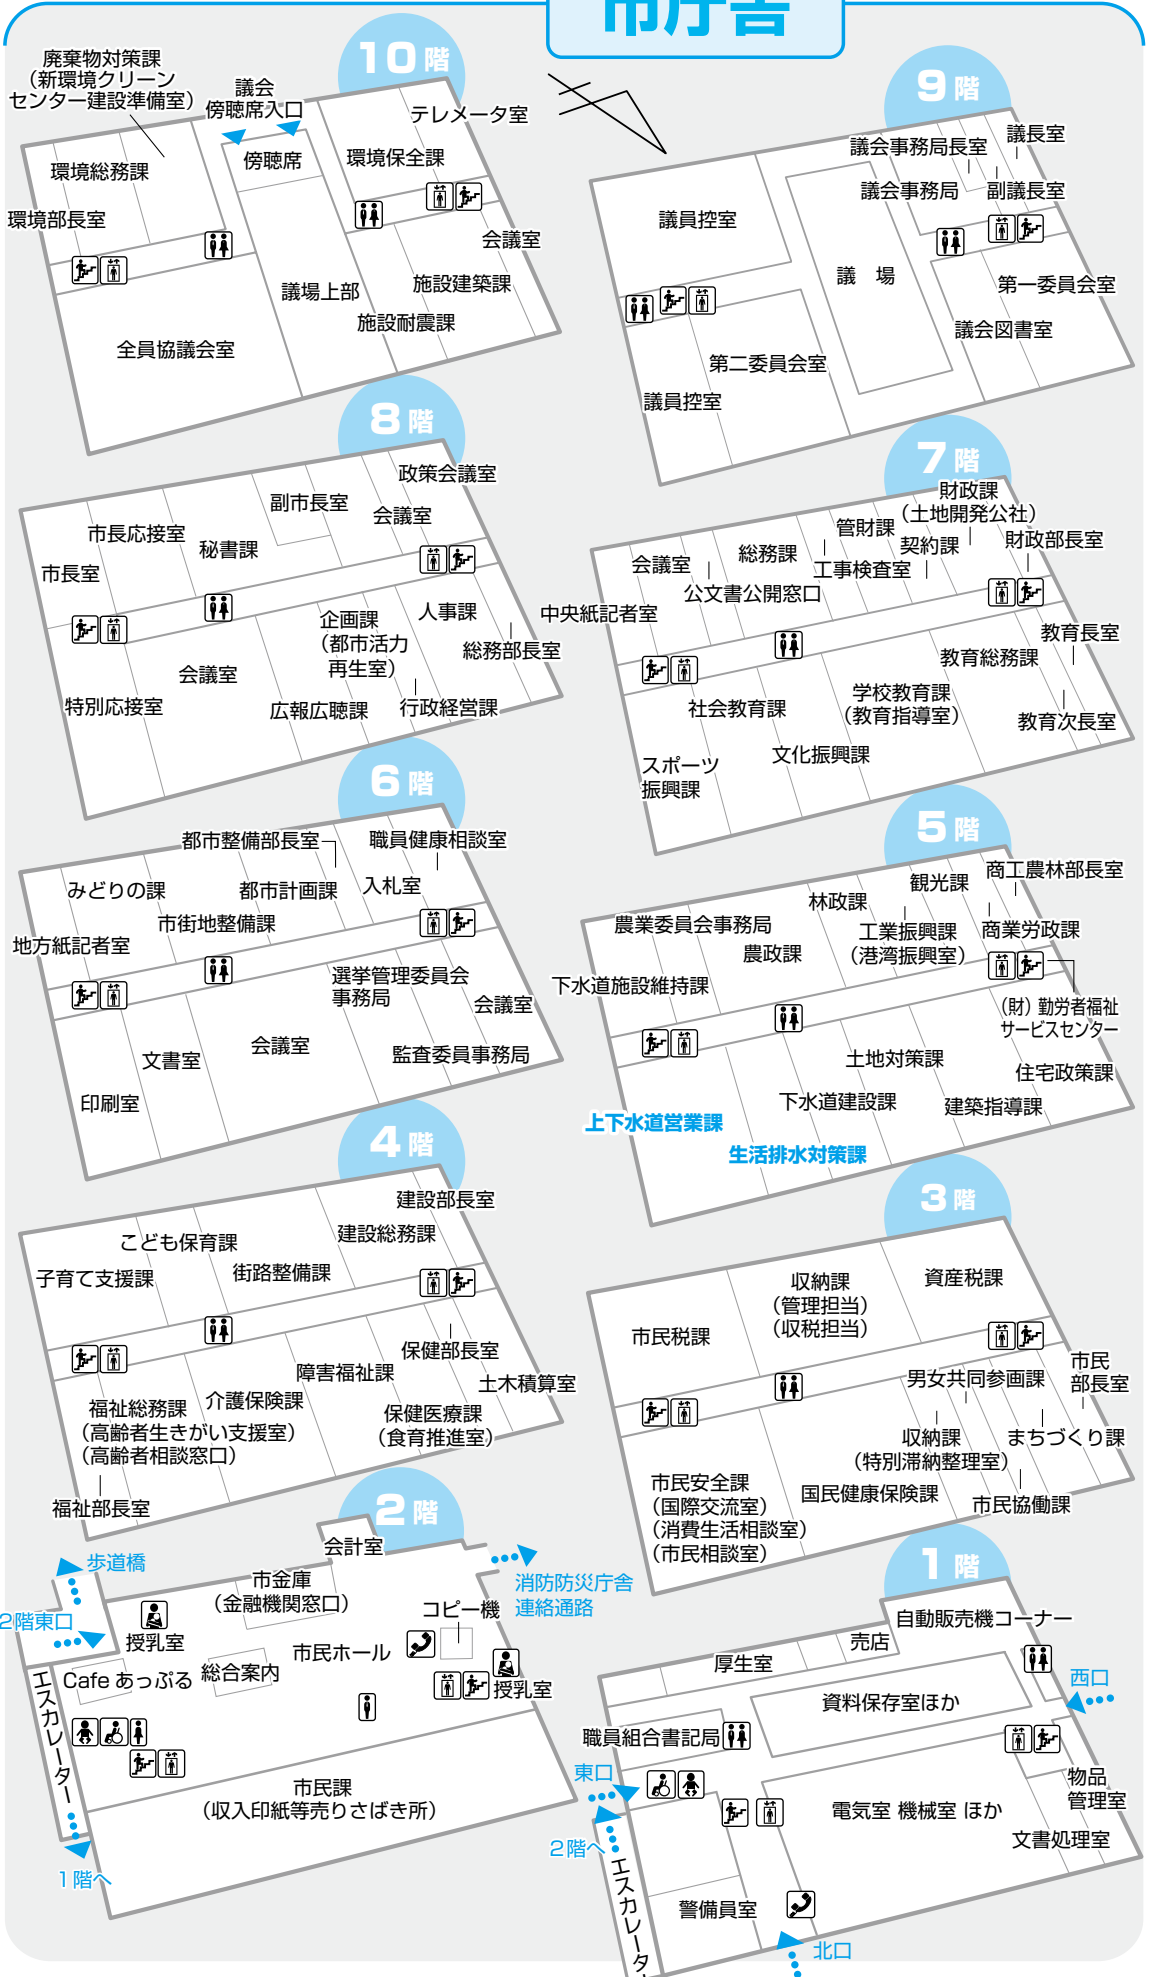 市庁舎
10階
廃棄物対策課
(新環境クリーン
センター建設準備室)
議会
傍聴席入口
テレメータ室
傍聴席
環境保全課
環境総務課
環境部長室
会議室
議場上部
施設建築課
施設耐震課
全員協議会室
9階
議長室
議会事務局長室
議会事務局
副議長室
議員控室
議 場
第一委員会室
議会図書室
第二委員会室
議員控室
8階
政策会議室
副市長室
会議室
市長応接室
秘書課
市長室
企画課
(都市活力
再生室)
人事課
総務部長室
会議室
特別応接室
広報広聴課
行政経営課
7階
財政課
(土地開発公社)
管財課
契約課
財政部長室
総務課
工事検査室
会議室
公文書公開窓口
中央紙記者室
教育長室
教育総務課
学校教育課
(教育指導室)
社会教育課
教育次長室
文化振興課
スポーツ
振興課
6階
都市整備部長室
職員健康相談室
みどりの課
都市計画課
入札室
市街地整備課
地方紙記者室
選挙管理委員会
事務局
会議室
会議室
文書室
監査委員事務局
印刷室
5階
商工農林部長室
観光課
林政課
農業委員会事務局
工業振興課
(港湾振興室)
商業労政課
農政課
下水道施設維持課
(財)勤労者福祉
サービスセンター
土地対策課
住宅政策課
下水道建設課
建築指導課
上下水道営業課
生活排水対策課
4階
建設部長室
建設総務課
こども保育課
街路整備課
子育て支援課
保健部長室
障害福祉課
土木積算室
介護保険課
福祉総務課
(高齢者生きがい支援室)
(高齢者相談窓口)
保健医療課
(食育推進室)
福祉部長室
3階
資産税課
収納課
(管理担当)
(収税担当)
市民税課
市民
部長室
男女共同参画課
収納課
(特別滞納整理室)
まちづくり課
市民安全課
(国際交流室)
(消費生活相談室)
(市民相談室)
国民健康保険課
市民協働課
2階
会計室
歩道橋
消防防災庁舎
連絡通路
市金庫
(金融機関窓口)
コピー機
2階東口
授乳室
市民ホール
総合案内
Cafe あっぷる
授乳室
エスカレーター
市民課
(収入印紙等売りさばき所)
1階へ
1階
自動販売機コーナー
売店
厚生室
西口
資料保存室ほか
職員組合書記局
東口
物品
管理室
電気室 機械室 ほか
文書処理室
2階へ
エスカレーター
警備員室
北口